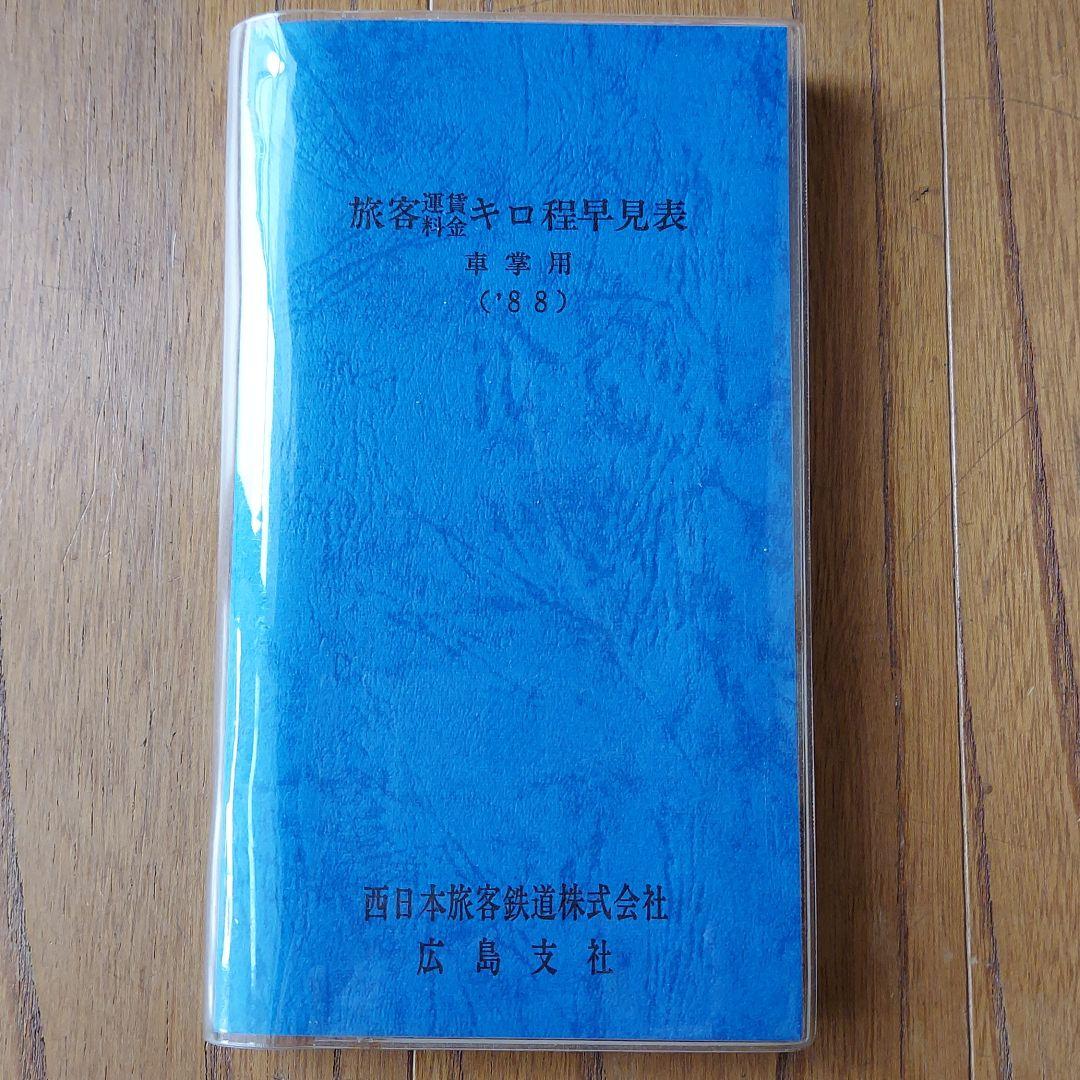 旅客運賃料金キロ程早見表
車掌用
('88)
西日本旅客鉄道株式会社
広島支社